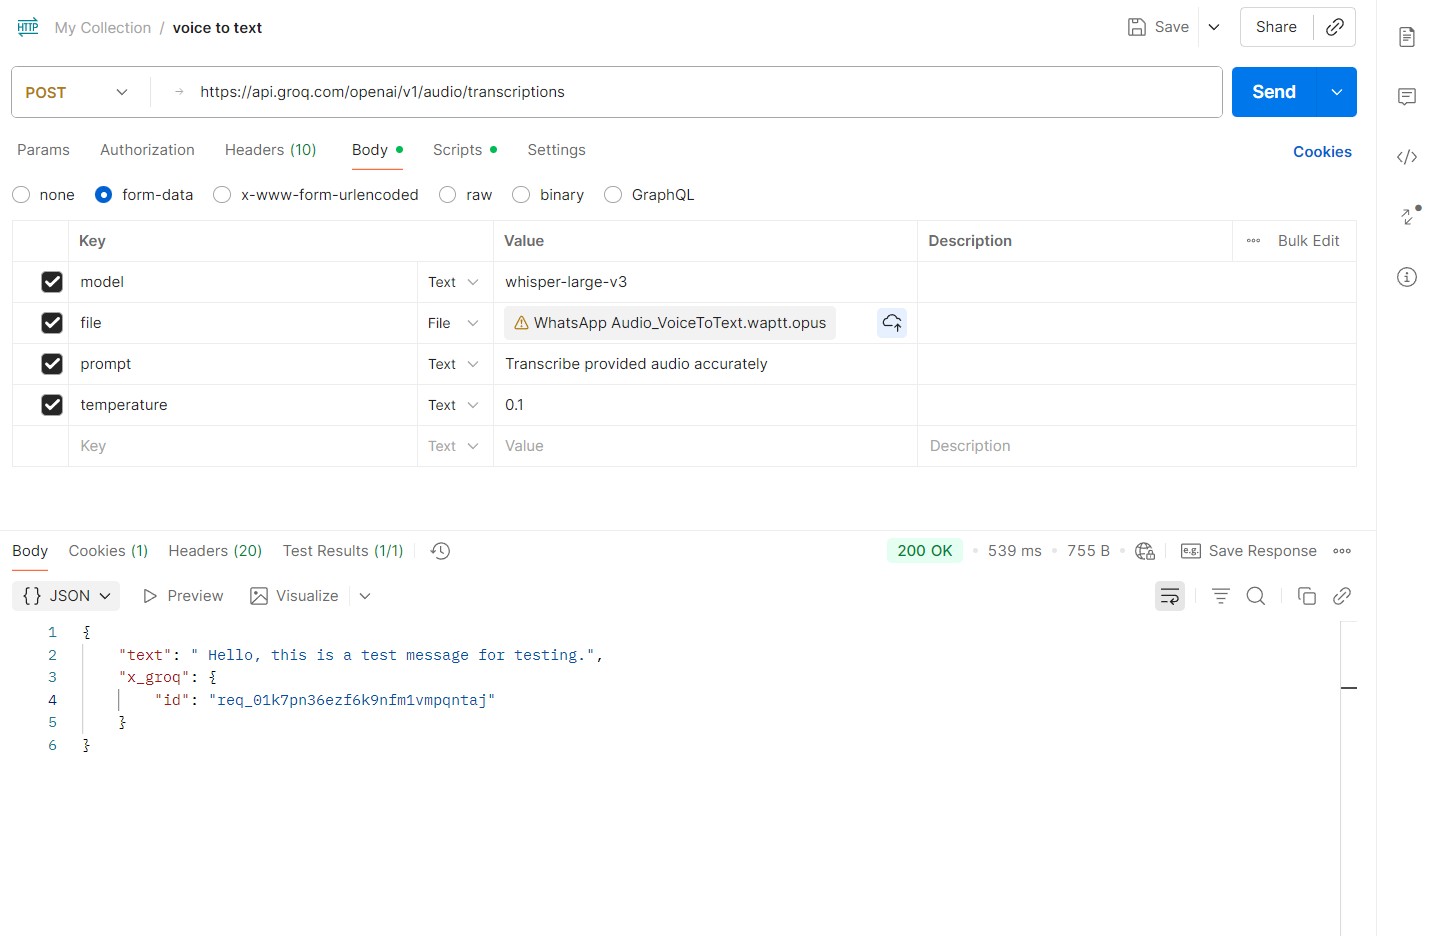 HTTP My Collection / voice to text Save Share
POST https://api.groq.com/openai/v1/audio/transcriptions Send
Params Authorization Headers (10) Body Scripts Settings Cookies
none form-data x-www-form-urlencoded raw binary GraphQL
Key Value Description Bulk Edit
model Text whisper-large-v3
file File WhatsApp Audio_VoiceToText.waptt.opus
prompt Text Transcribe provided audio accurately
temperature Text 0.1
Key Text Value Description
Body Cookies (1) Headers (20) Test Results (1/1) 200 OK 539 ms 755 B e.g. Save Response
{} JSON Preview Visualize
1 {
2 "text": " Hello, this is a test message for testing.",
3 "x_groq": {
4 "id": "req_01k7pn36ezf6k9nfm1vmpqntaj"
5 }
6 }